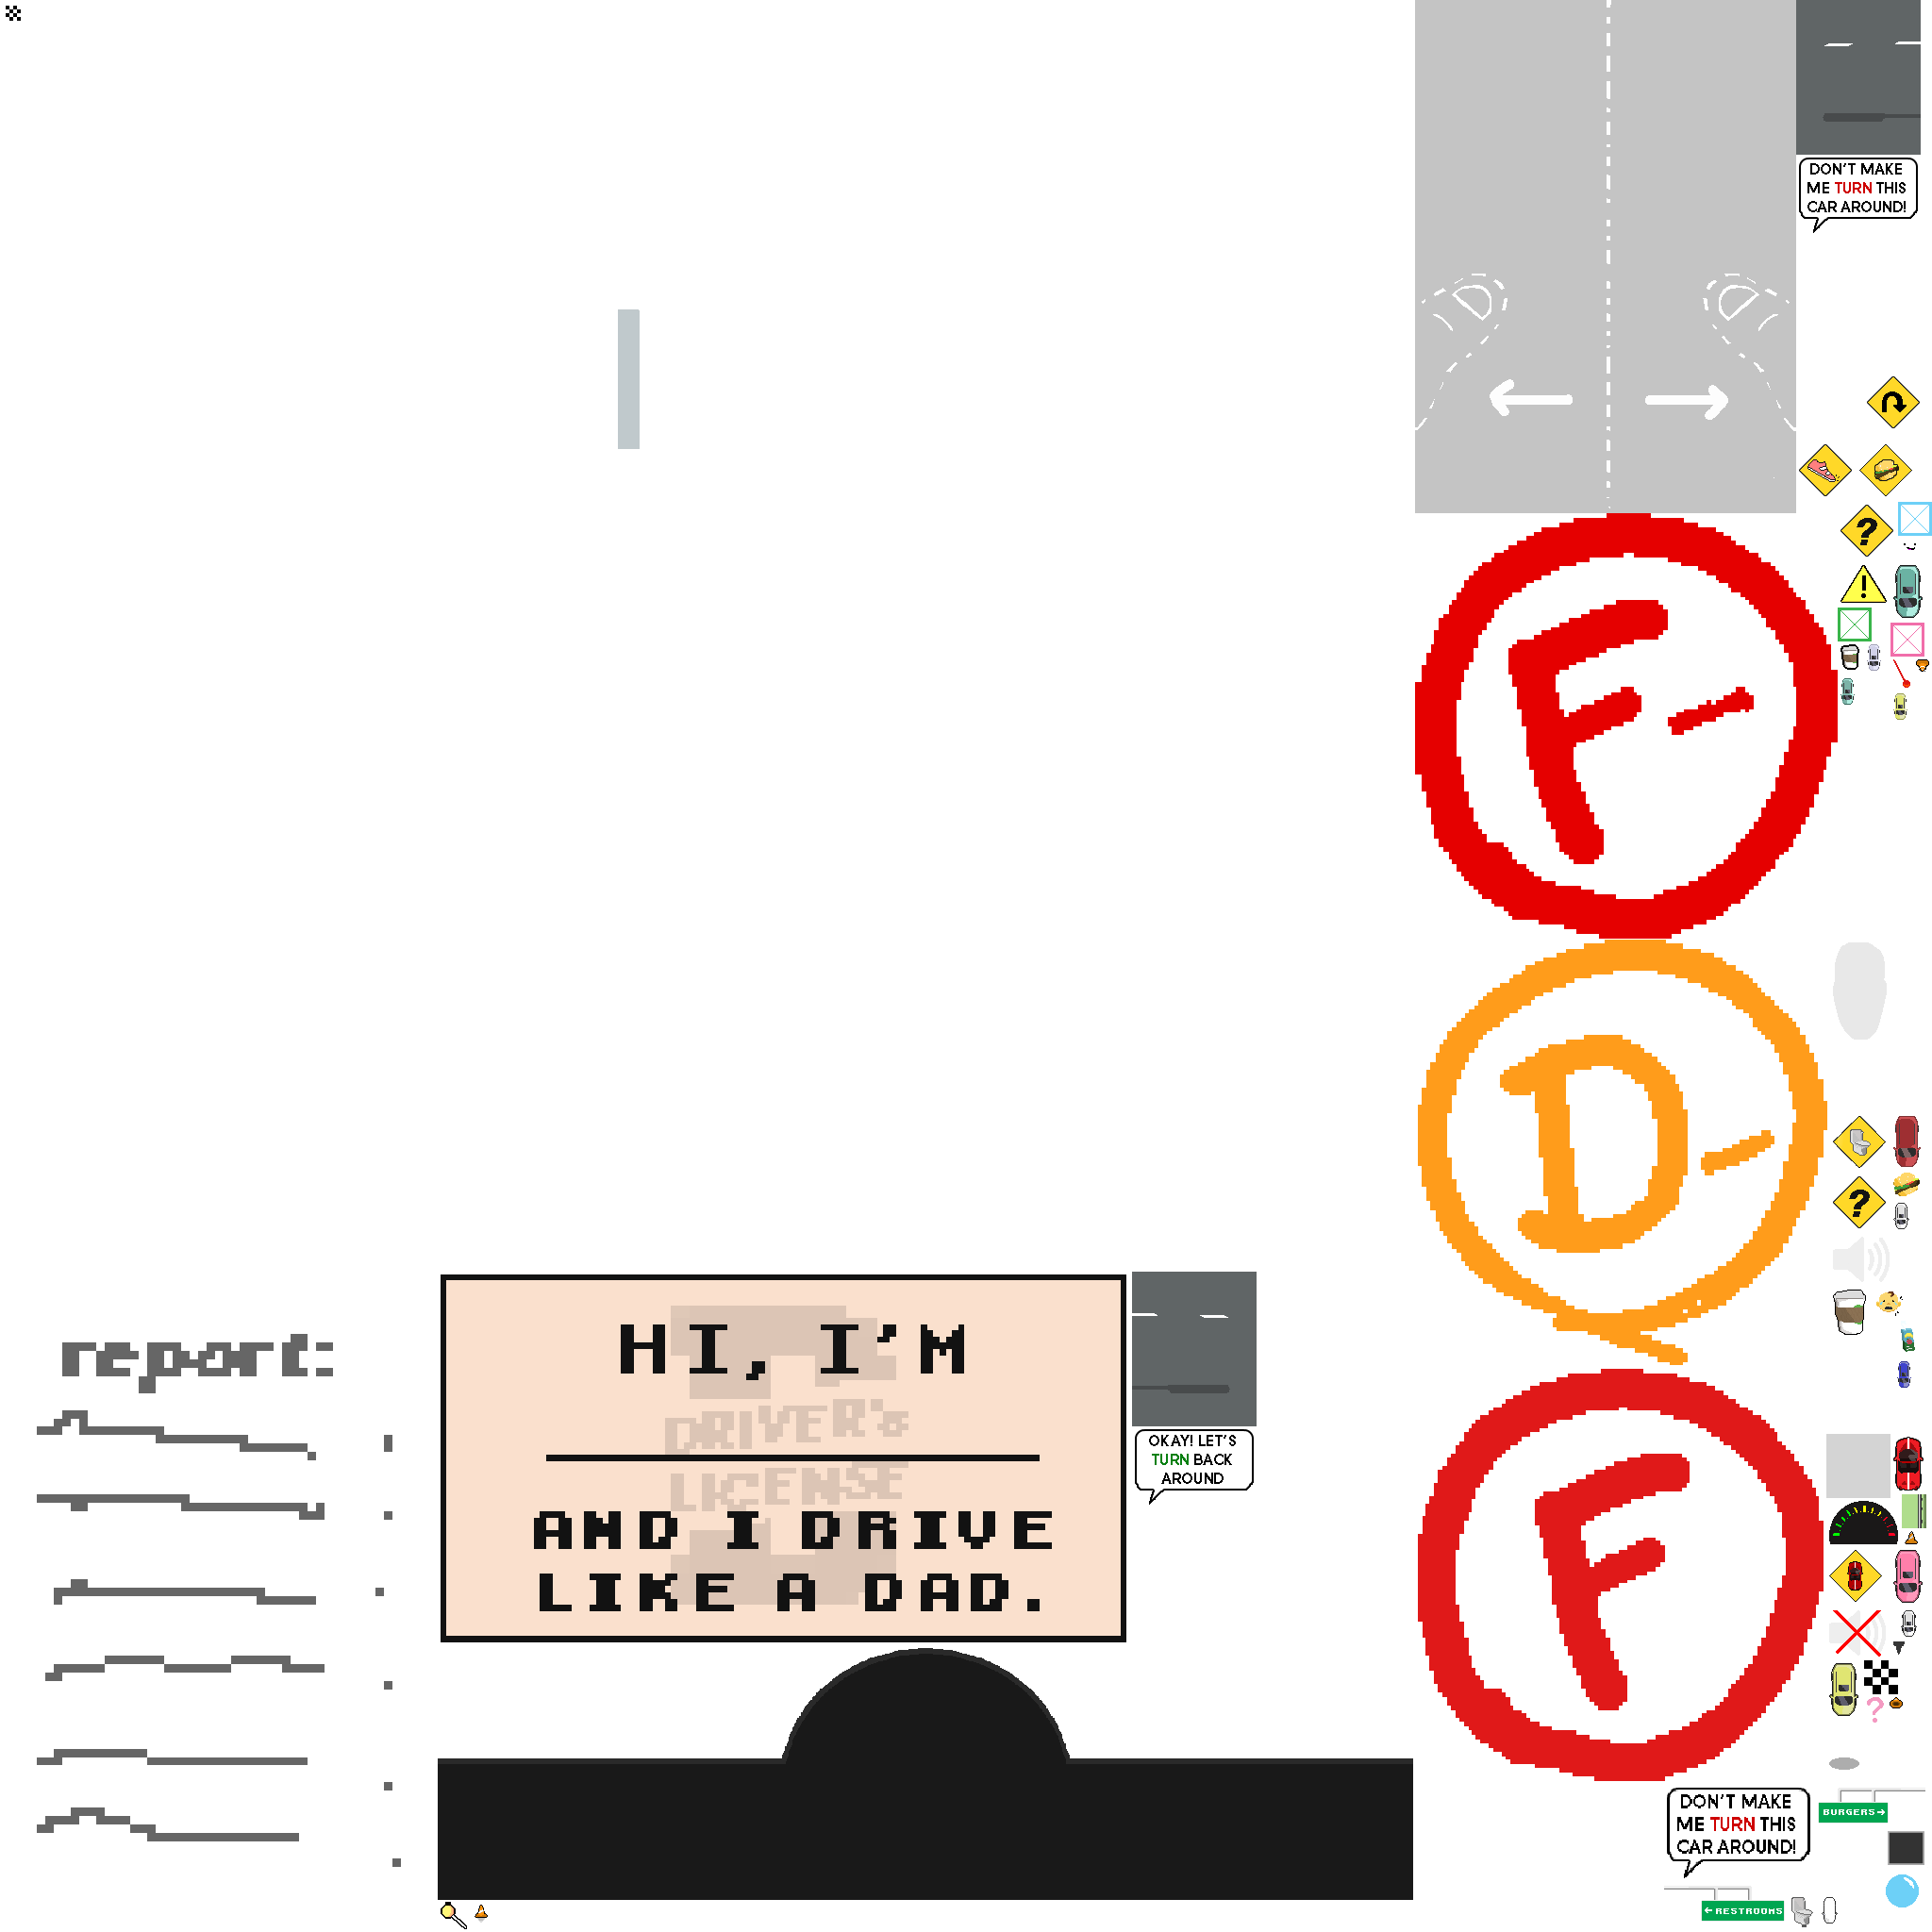 DON'T MAKE
ME TURN THIS
CAR AROUND!
?
!
F-
D-
?
HI, I'M
DRIVER'S
LICENSE
AND I DRIVE
LIKE A DAD.
OKAY! LET'S
TURN BACK
AROUND
report:
F
?
DON'T MAKE
ME TURN THIS
CAR AROUND!
BURGERS→
← RESTROOMS